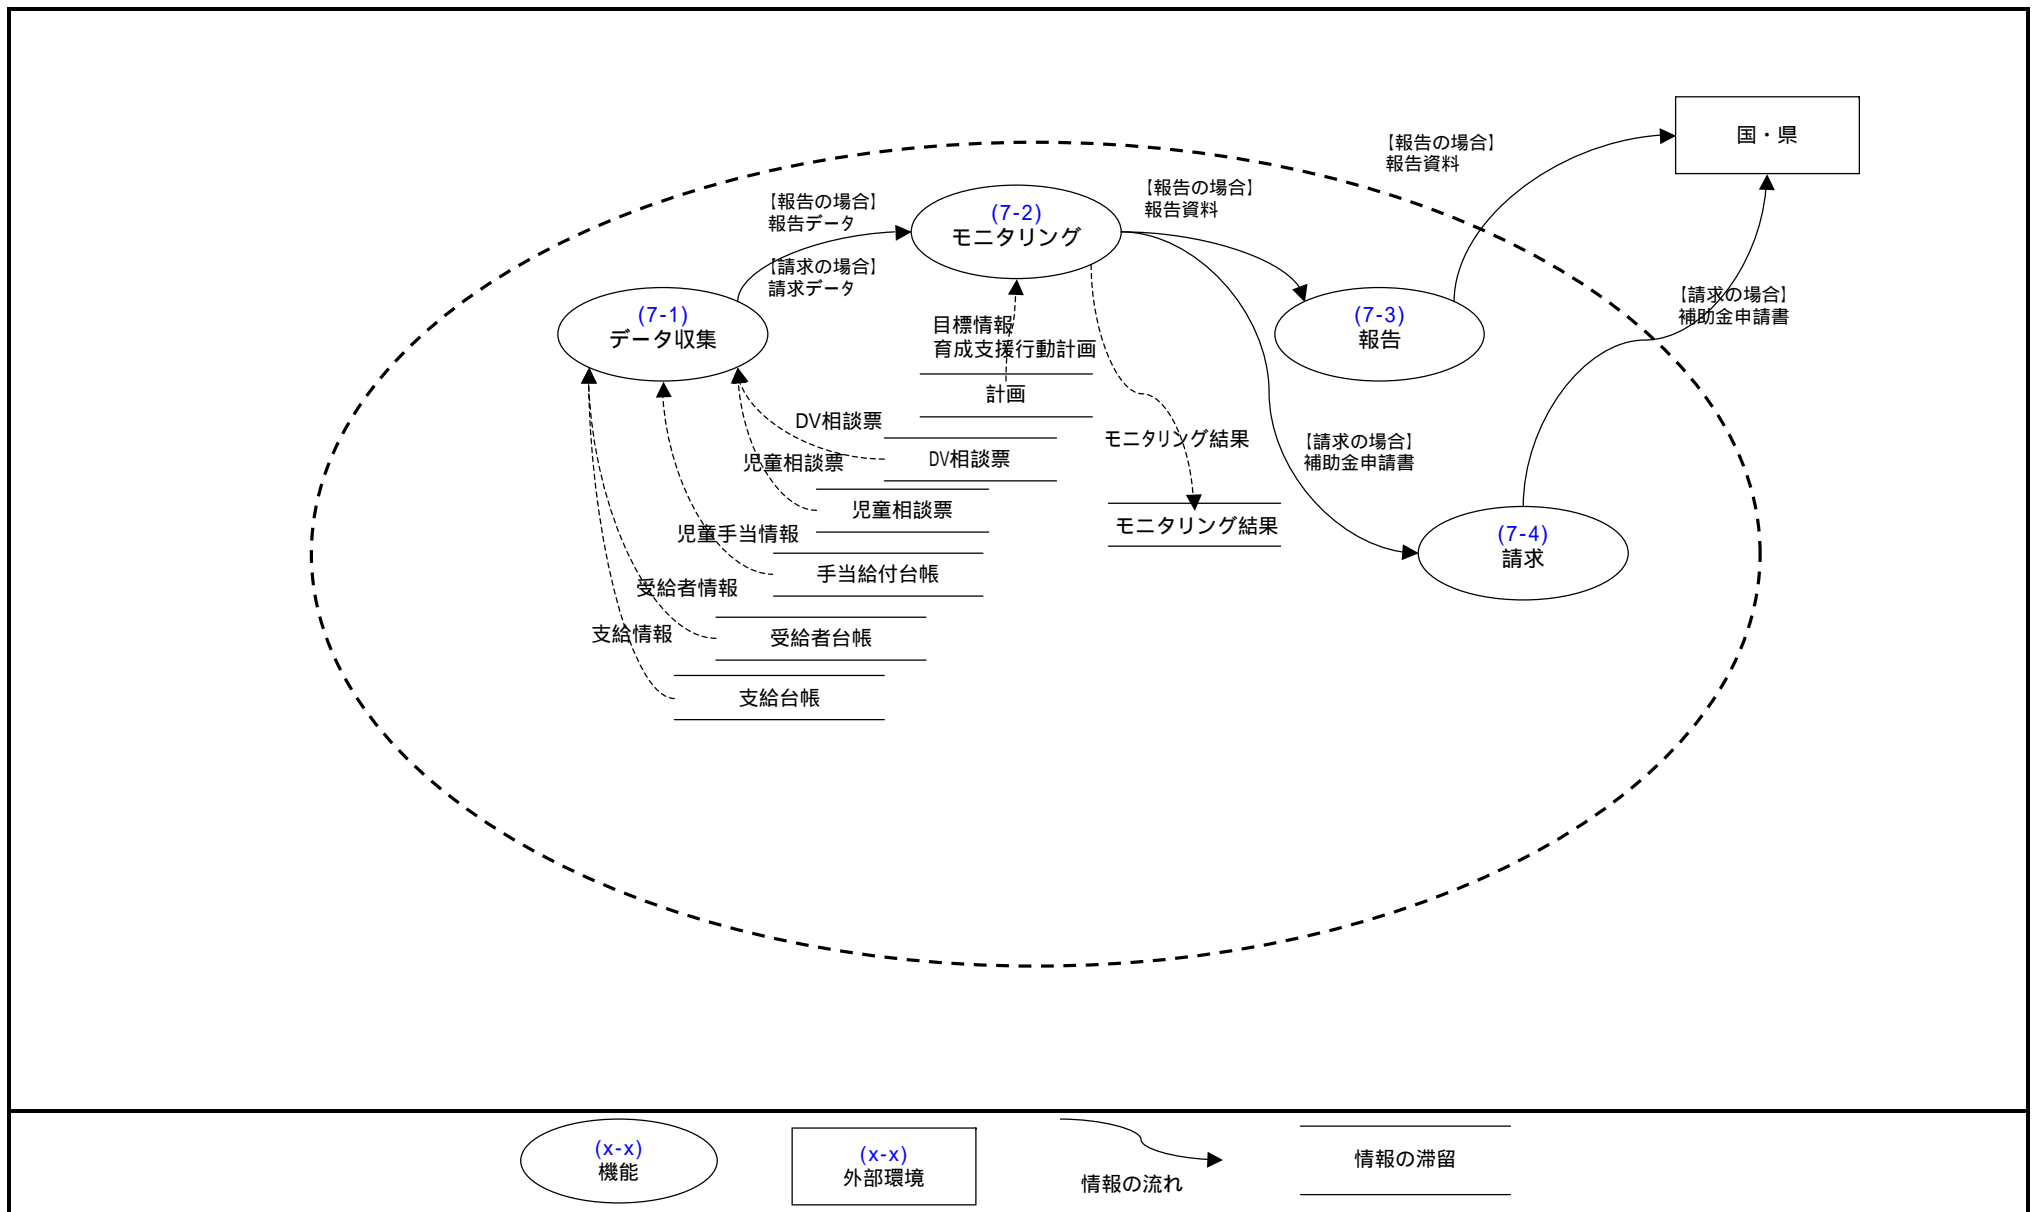 国・県
【報告の場合】
報告資料
【報告の場合】
報告資料
【報告の場合】
報告データ
(7-2)
モニタリング
【請求の場合】
請求データ
(7-1)
データ収集
(7-3)
報告
【請求の場合】
補助金申請書
目標情報
育成支援行動計画
計画
DV相談票
DV相談票
児童相談票
児童相談票
モニタリング結果
モニタリング結果
【請求の場合】
補助金申請書
(7-4)
請求
児童手当情報
手当給付台帳
受給者情報
受給者台帳
支給情報
支給台帳
(x-x)
機能
(x-x)
外部環境
情報の流れ
情報の滞留